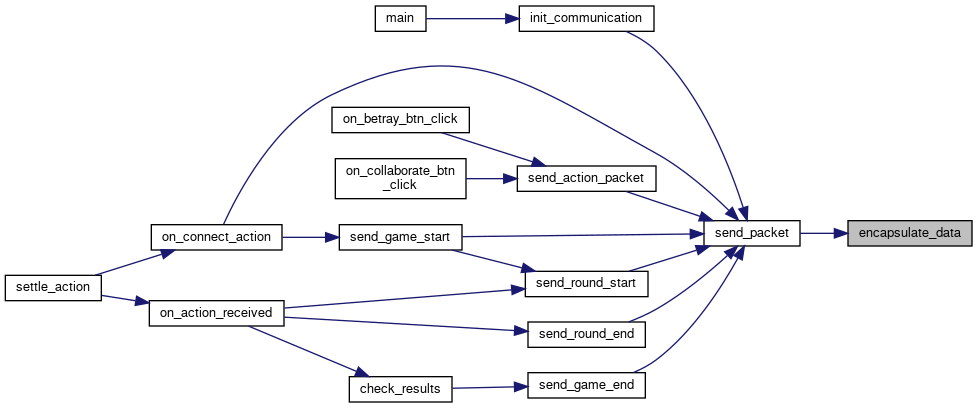 main
init_communication
on_betray_btn_click
on_collaborate_btn
_click
send_action_packet
on_connect_action
send_game_start
send_packet
encapsulate_data
settle_action
send_round_start
on_action_received
send_round_end
check_results
send_game_end